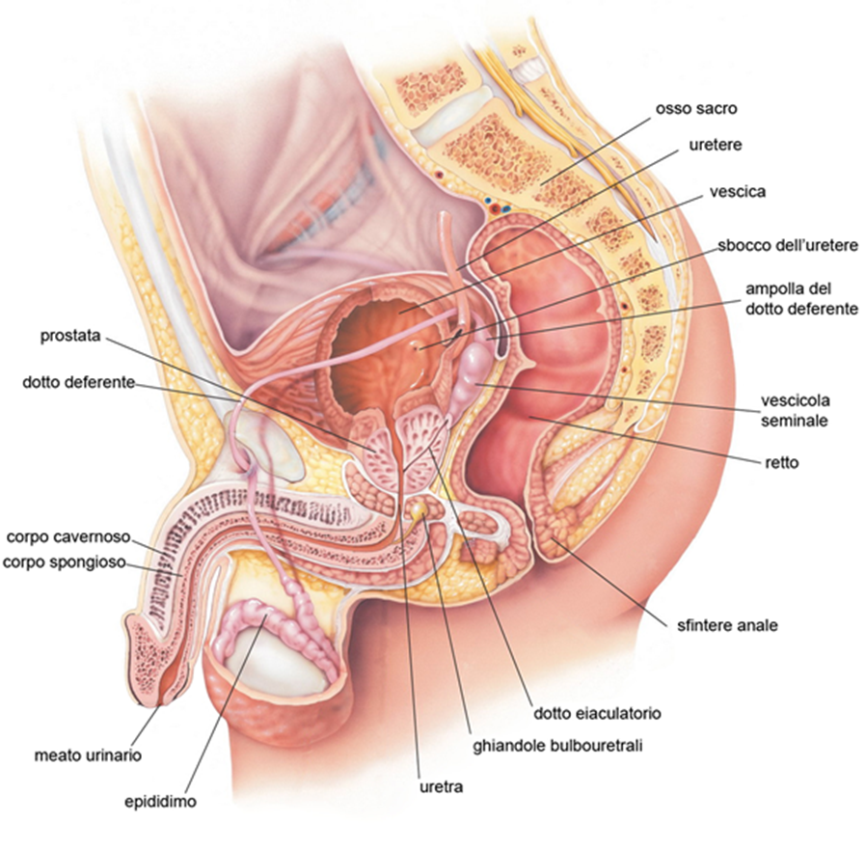 osso sacro
uretere
vescica
sbocco dell'uretere
ampolla del
dotto deferente
prostata
dotto deferente
vescicola
seminale
retto
corpo cavernoso
corpo spongioso
sfintere anale
dotto eiaculatorio
ghiandole bulbouretrali
meato urinario
uretra
epididimo